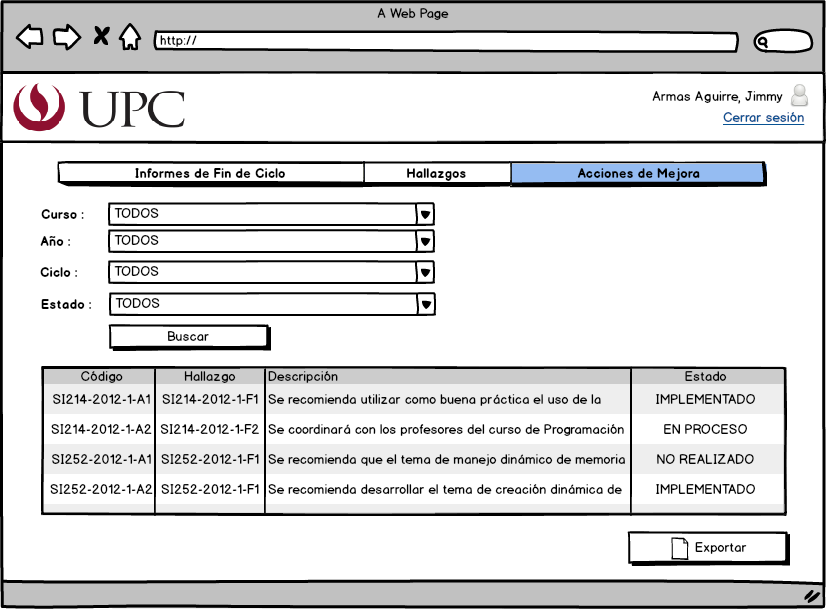 A Web Page
http://
UPC
Armas Aguirre, Jimmy
Cerrar sesión
Informes de Fin de Ciclo Hallazgos Acciones de Mejora
Curso : TODOS
Año : TODOS
Ciclo : TODOS
Estado : TODOS
Buscar
Código Hallazgo Descripción Estado
SI214-2012-1-A1 SI214-2012-1-F1 Se recomienda utilizar como buena práctica el uso de la IMPLEMENTADO
SI214-2012-1-A2 SI214-2012-1-F2 Se coordinará con los profesores del curso de Programación EN PROCESO
SI252-2012-1-A1 SI252-2012-1-F1 Se recomienda que el tema de manejo dinámico de memoria NO REALIZADO
SI252-2012-1-A2 SI252-2012-1-F1 Se recomienda desarrollar el tema de creación dinámica de IMPLEMENTADO
Exportar